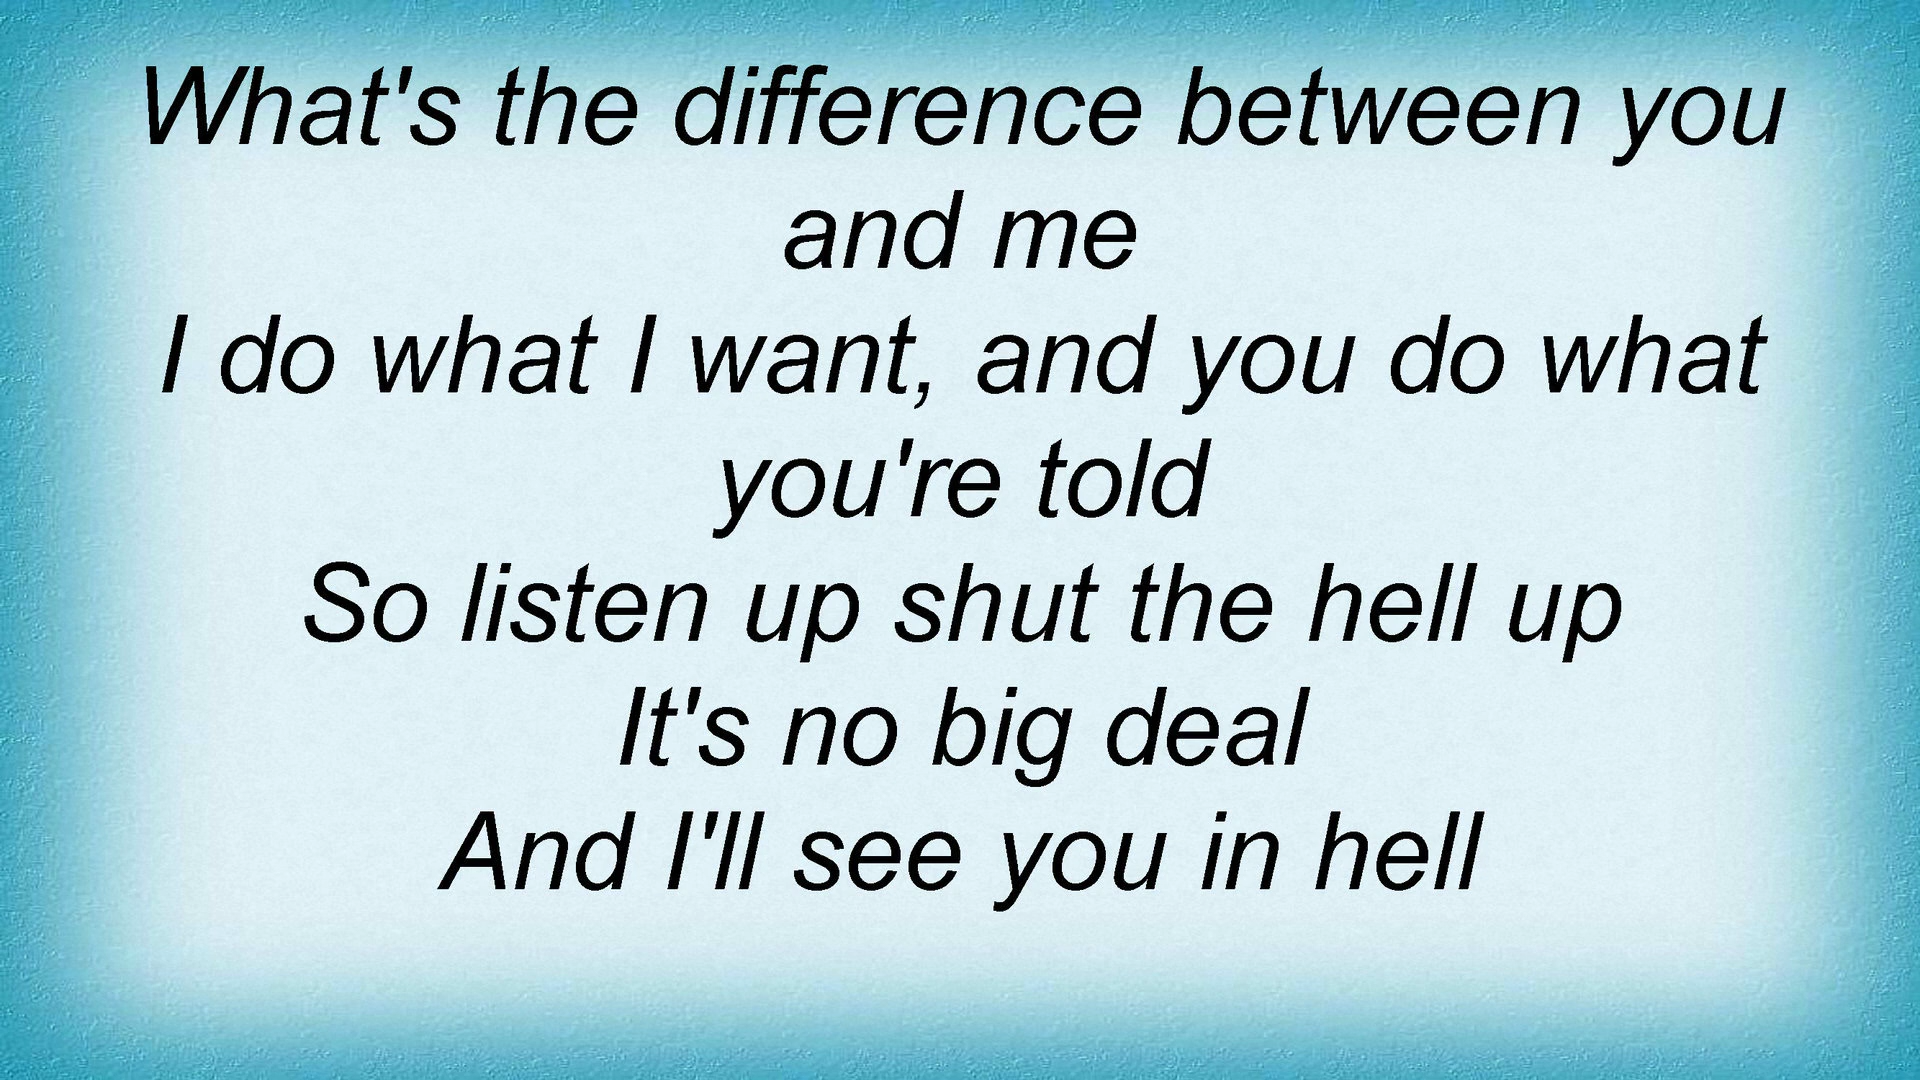 What's the difference between you
and me
I do what I want, and you do what
you're told
So listen up shut the hell up
It's no big deal
And I'll see you in hell